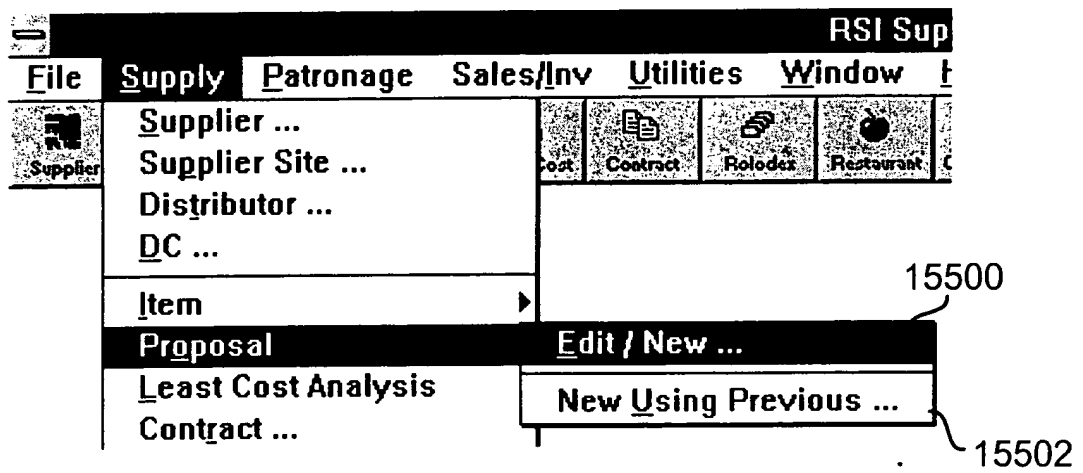 RSI Sup
File Supply Patronage Sales/Inv Utilities Window H
Supplier Cost Contract Rolodex Restaurant
Supplier ...
Supplier Site ...
Distributor ...
DC ...
Item
Proposal
Least Cost Analysis
Contract ...
Edit / New ...
New Using Previous ...
15500
15502